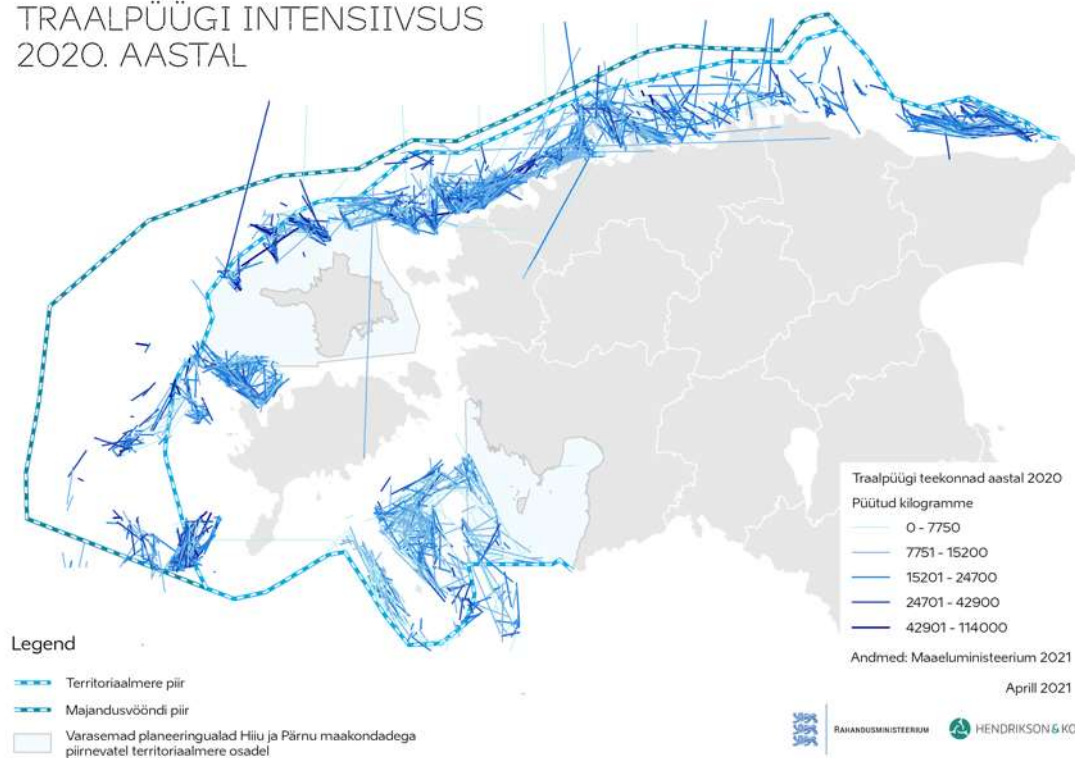 TRAALPÜÜGI INTENSIIVSUS
2020. AASTAL
Traalpüügi teekonnad aastal 2020
Püütud kilogramme
0 - 7750
7751 - 15200
15201 - 24700
24701 - 42900
42901 - 114000
Andmed: Maaeluministeerium 2021
Aprill 2021
Legend
Territoriaalmere piir
Majandusvööndi piir
Varasemad planeeringualad Hiiu ja Pärnu maakondadega
piirnevatel territoriaalmere osadel
RAHANDUSMINISTEERIUM
HENDRIKSON & KO